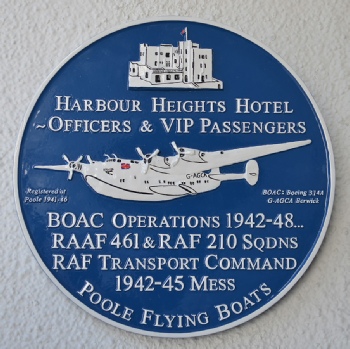 HARBOUR HEIGHTS HOTEL
~OFFICERS & VIP PASSENGERS
G-AGCA
Registered at
Poole 1941-46
BOAC: Boeing 314A
G-AGCA Berwick
BOAC OPERATIONS 1942-48...
RAAF 461 & RAF 210 SQDNS
RAF TRANSPORT COMMAND
1942-45 MESS
POOLE FLYING BOATS